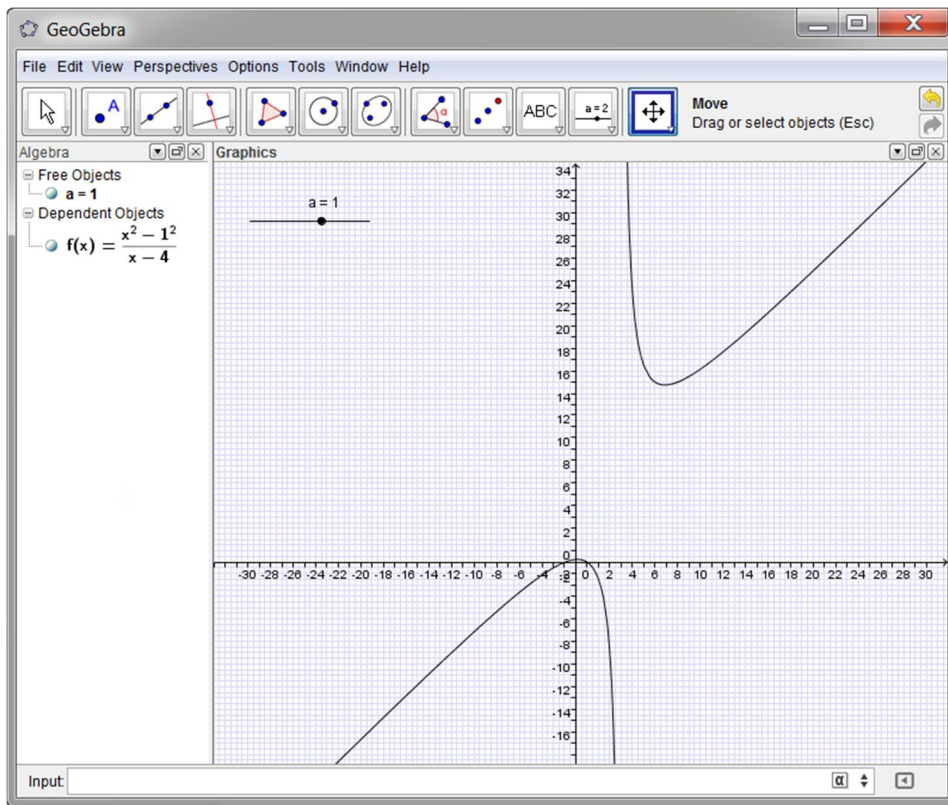 GeoGebra
File Edit View Perspectives Options Tools Window Help
A
α
ABC
a=2
Move
Drag or select objects (Esc)
Algebra
Graphics
Free Objects
a = 1
Dependent Objects
f(x) = x² − 1² / x − 4
a = 1
34
32
30
28
26
24
22
20
18
16
14
12
10
8
6
4
2
0
-30 -28 -26 -24 -22 -20 -18 -16 -14 -12 -10 -8 -6 -4 -2 0 2 4 6 8 10 12 14 16 18 20 22 24 26 28 30
-2
-4
-6
-8
-10
-12
-14
-16
Input:
α